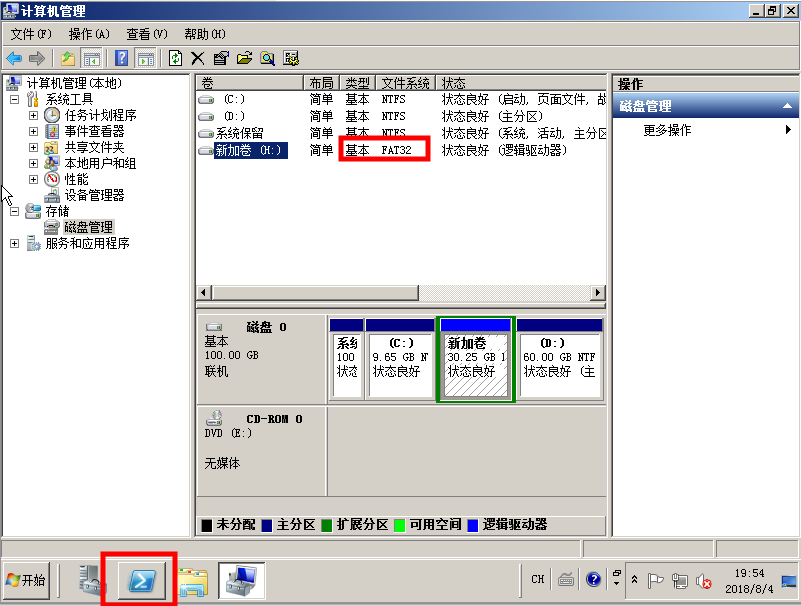 计算机管理
文件(F) 操作(A) 查看(V) 帮助(H)
计算机管理(本地)
系统工具
任务计划程序
事件查看器
共享文件夹
本地用户和组
性能
设备管理器
存储
磁盘管理
服务和应用程序
卷 布局 类型 文件系统 状态
(C:) 简单 基本 NTFS 状态良好 (启动, 页面文件, 故
(D:) 简单 基本 NTFS 状态良好 (主分区)
系统保留 简单 基本 NTFS 状态良好 (系统, 活动, 主分区
新加卷 (H:) 简单 基本 FAT32 状态良好 (逻辑驱动器)
操作
磁盘管理
更多操作
磁盘 0
基本
100.00 GB
联机
系统
100
状态
(C:)
9.65 GB N
状态良好
新加卷
30.25 GB
状态良好
(D:)
60.00 GB NTF
状态良好 (主
CD-ROM 0
DVD (E:)
无媒体
未分配 主分区 扩展分区 可用空间 逻辑驱动器
开始
CH
19:54
2018/8/4